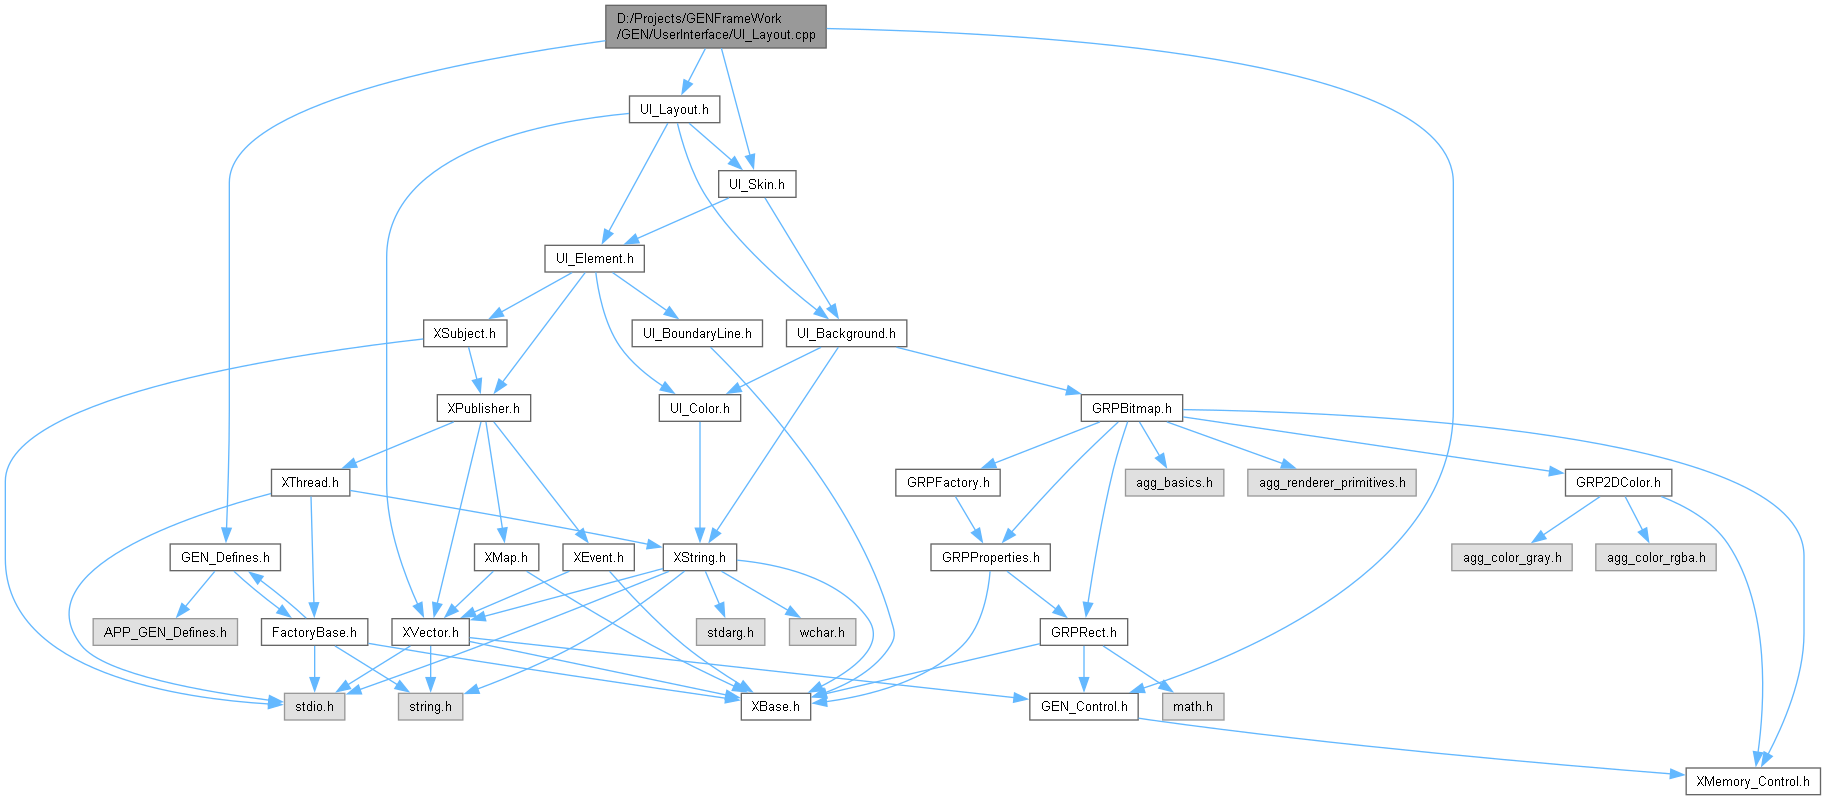 D:/Projects/GENFrameWork
/GEN/UserInterface/UI_Layout.cpp
UI_Layout.h
UI_Skin.h
UI_Element.h
XSubject.h
UI_BoundaryLine.h
UI_Background.h
XPublisher.h
UI_Color.h
GRPBitmap.h
XThread.h
GRPFactory.h
agg_basics.h
agg_renderer_primitives.h
GRP2DColor.h
GEN_Defines.h
XMap.h
XEvent.h
XString.h
GRPProperties.h
agg_color_gray.h
agg_color_rgba.h
APP_GEN_Defines.h
FactoryBase.h
XVector.h
stdarg.h
wchar.h
GRPRect.h
stdio.h
string.h
XBase.h
GEN_Control.h
math.h
XMemory_Control.h